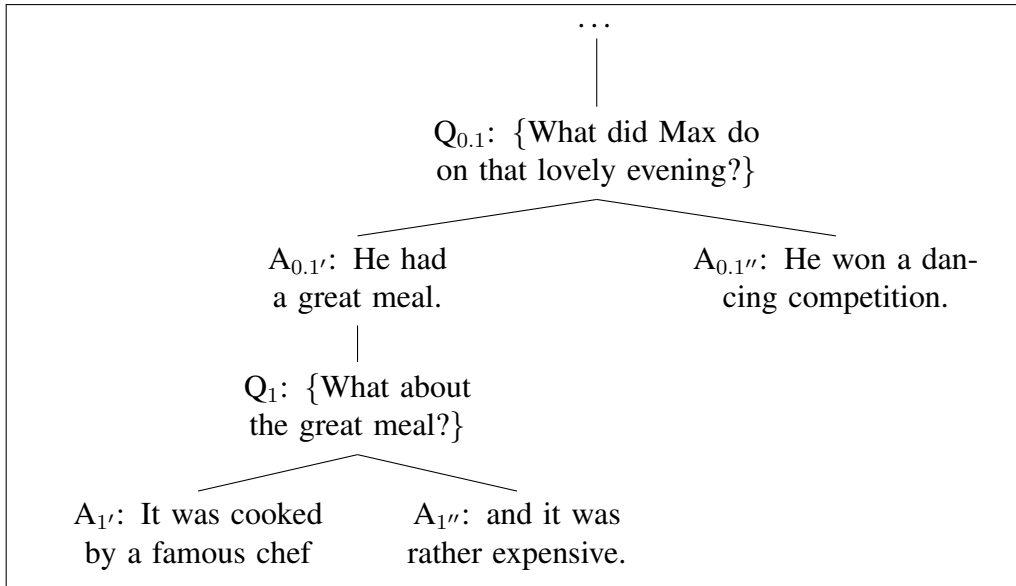 ...
Q0.1: {What did Max do
on that lovely evening?}
A0.1′: He had
a great meal.
A0.1″: He won a dan-
cing competition.
Q1: {What about
the great meal?}
A1′: It was cooked
by a famous chef
A1″: and it was
rather expensive.